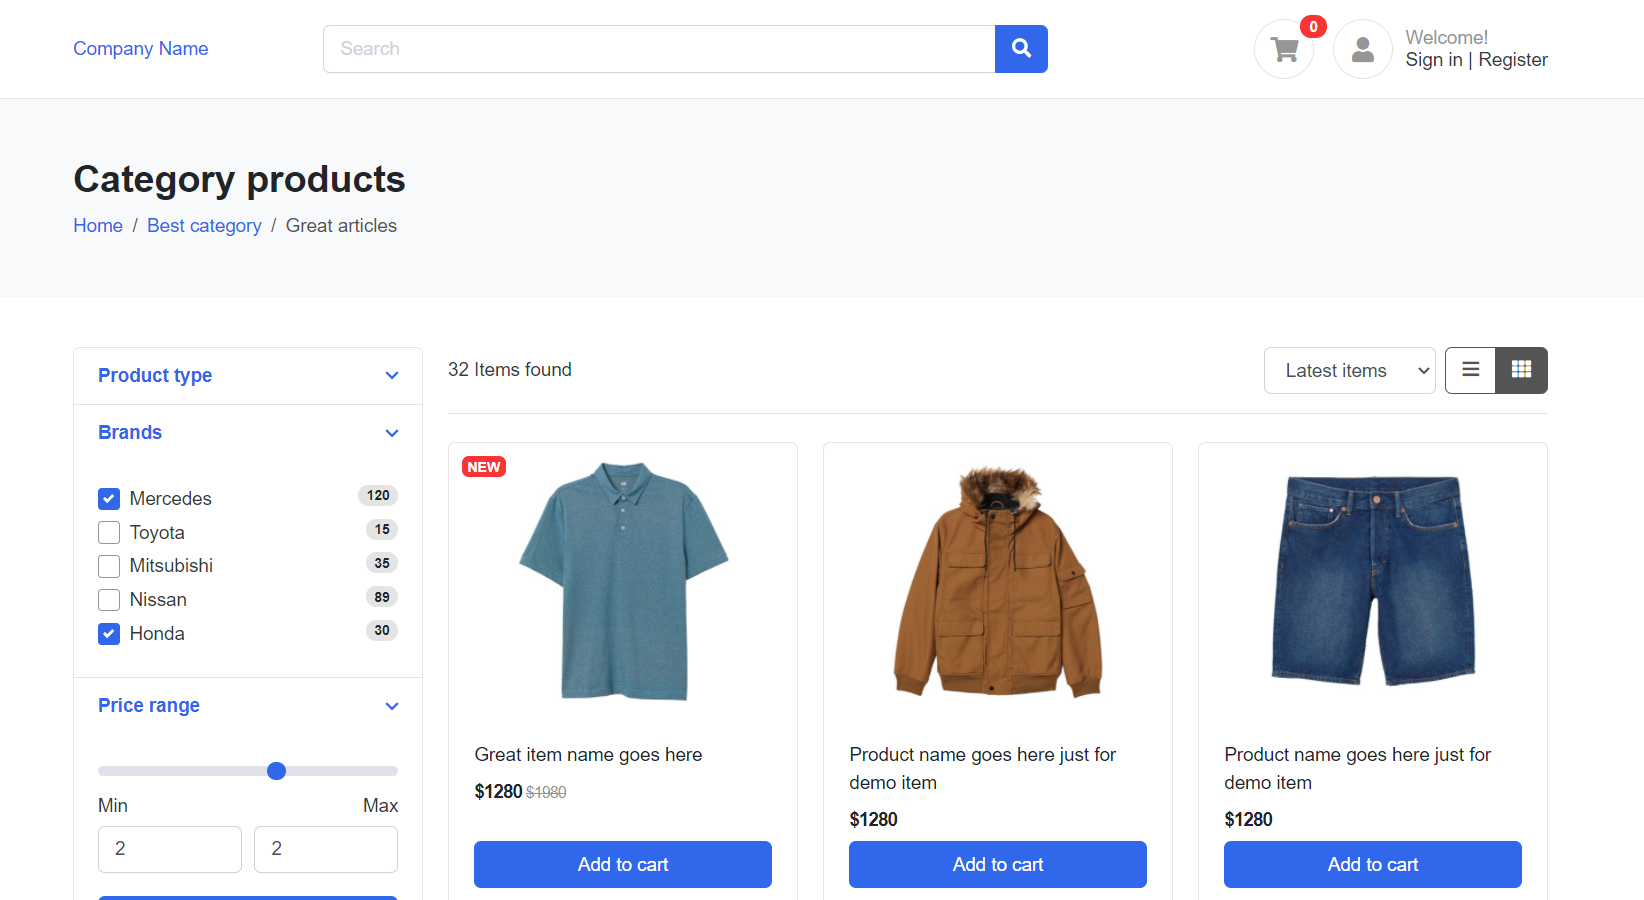 Company Name
Search
0
Welcome!
Sign in | Register
Category products
Home / Best category / Great articles
Product type
Brands
Mercedes 120
Toyota 15
Mitsubishi 35
Nissan 89
Honda 30
Price range
Min Max
2 2
32 Items found
Latest items
NEW
Great item name goes here
$1280 $1980
Add to cart
Product name goes here just for
demo item
$1280
Add to cart
Product name goes here just for
demo item
$1280
Add to cart